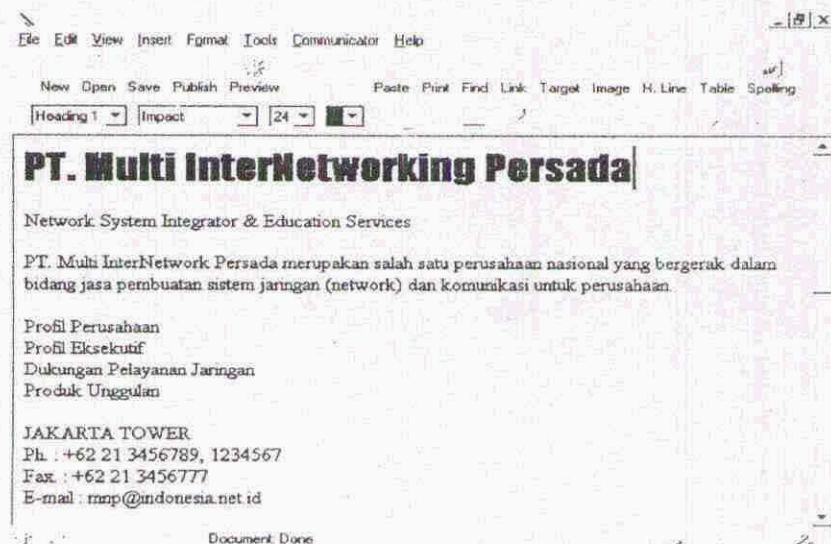 File Edit View Insert Format Tools Communicator Help
New Open Save Publish Preview Paste Print Find Link Target Image H. Line Table Spelling
Heading 1 Impact 24
PT. Multi InterNetworking Persada
Network System Integrator & Education Services
PT. Multi InterNetwork Persada merupakan salah satu perusahaan nasional yang bergerak dalam
bidang jasa pembuatan sistem jaringan (network) dan komunikasi untuk perusahaan.
Profil Perusahaan
Profil Eksekutif
Dukungan Pelayanan Jaringan
Produk Unggulan
JAKARTA TOWER
Ph. : +62 21 3456789, 1234567
Fax. : +62 21 3456777
E-mail : mnp@indonesia.net.id
Document: Done